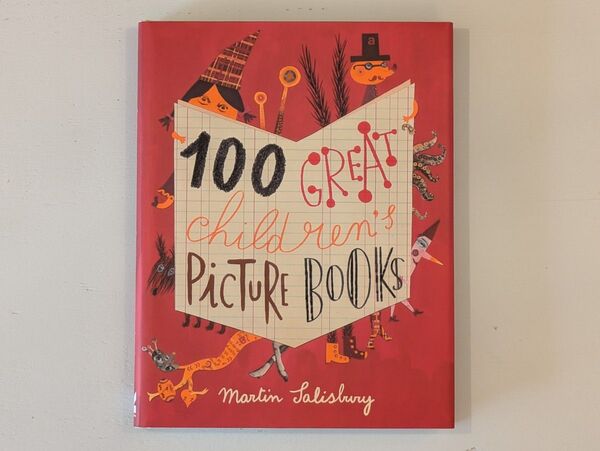 a
100 GREAT
children's
PiCTURE BOOKS
Martin Salisbury